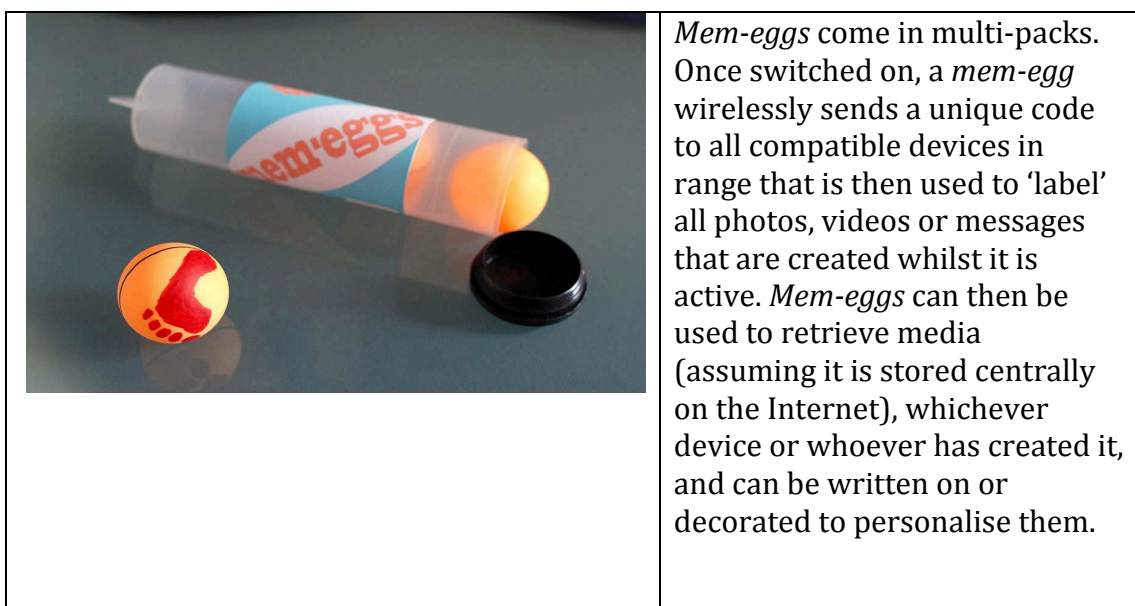 mem·eggs
Mem-eggs come in multi-packs.
Once switched on, a mem-egg
wirelessly sends a unique code
to all compatible devices in
range that is then used to ‘label’
all photos, videos or messages
that are created whilst it is
active. Mem-eggs can then be
used to retrieve media
(assuming it is stored centrally
on the Internet), whichever
device or whoever has created it,
and can be written on or
decorated to personalise them.